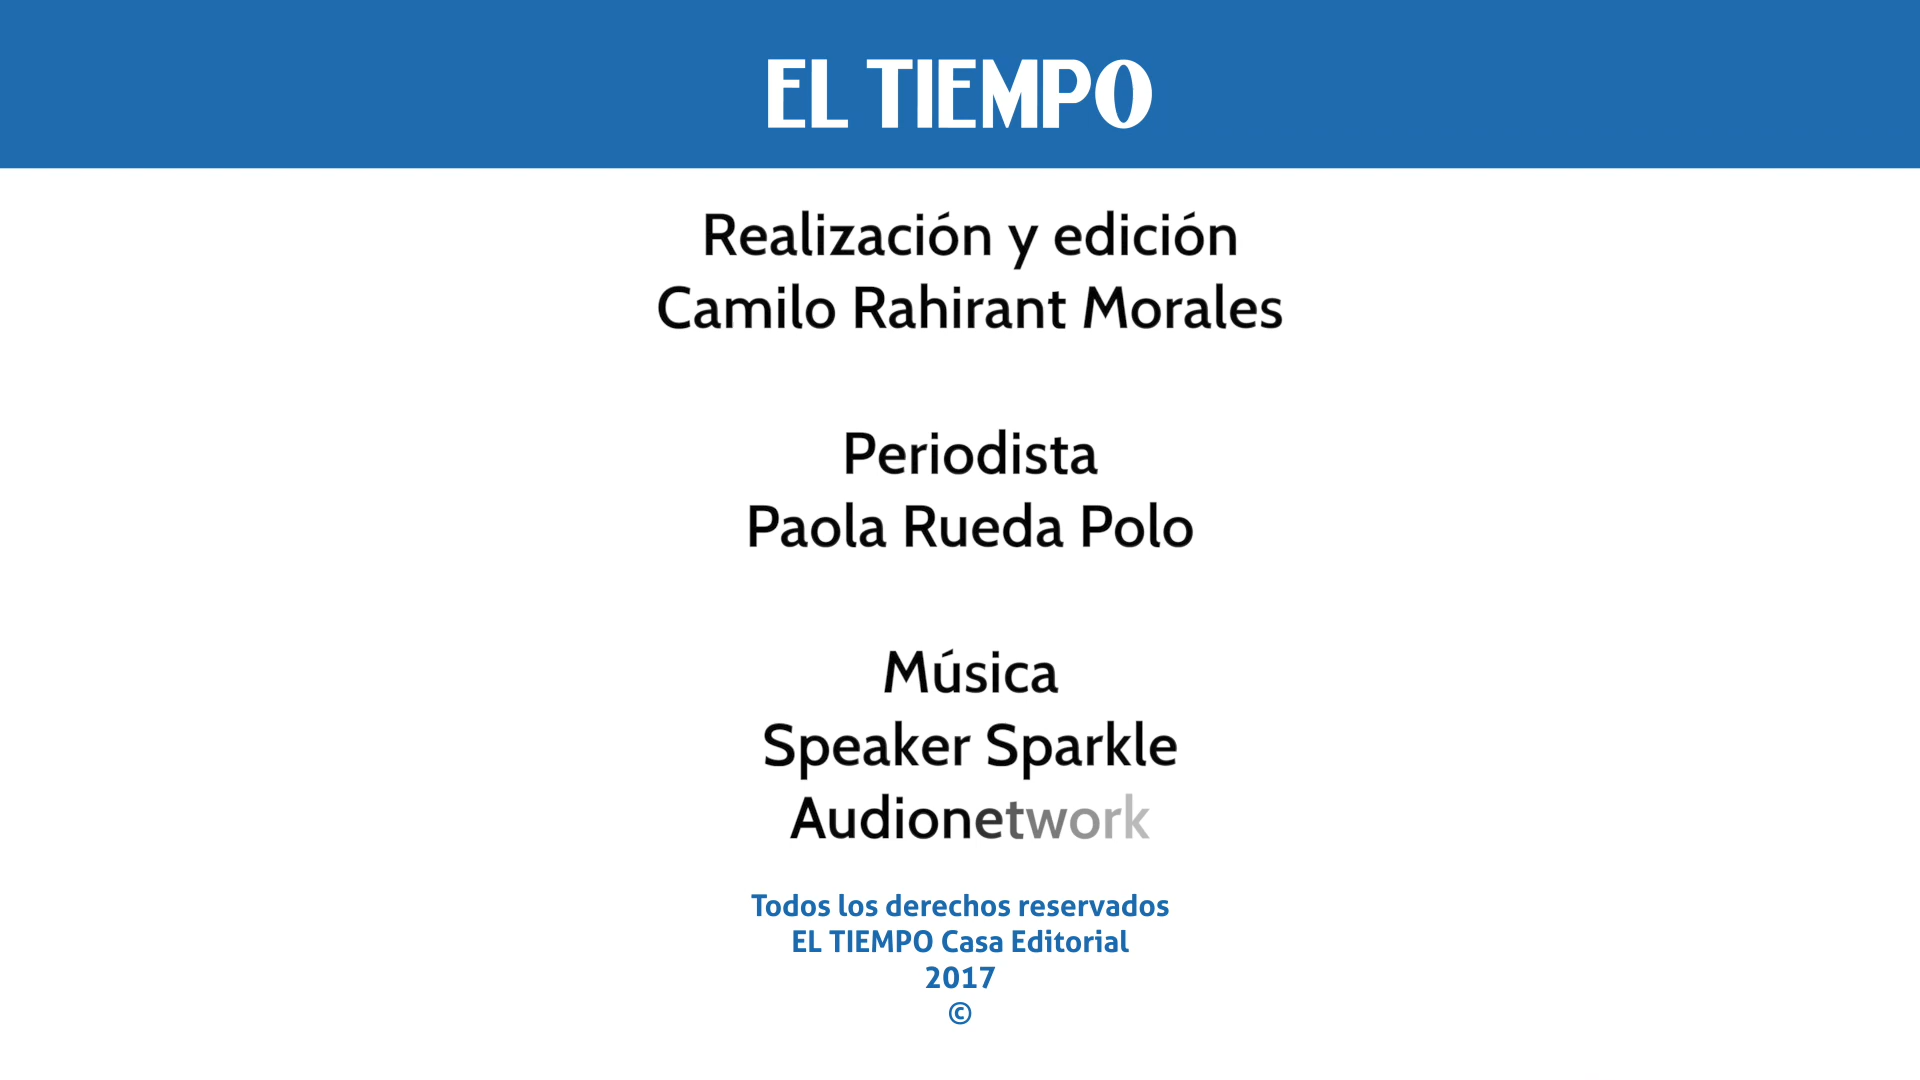 EL TIEMPO
Realización y edición
Camilo Rahirant Morales
Periodista
Paola Rueda Polo
Música
Speaker Sparkle
Audionetwork
Todos los derechos reservados
EL TIEMPO Casa Editorial
2017
©